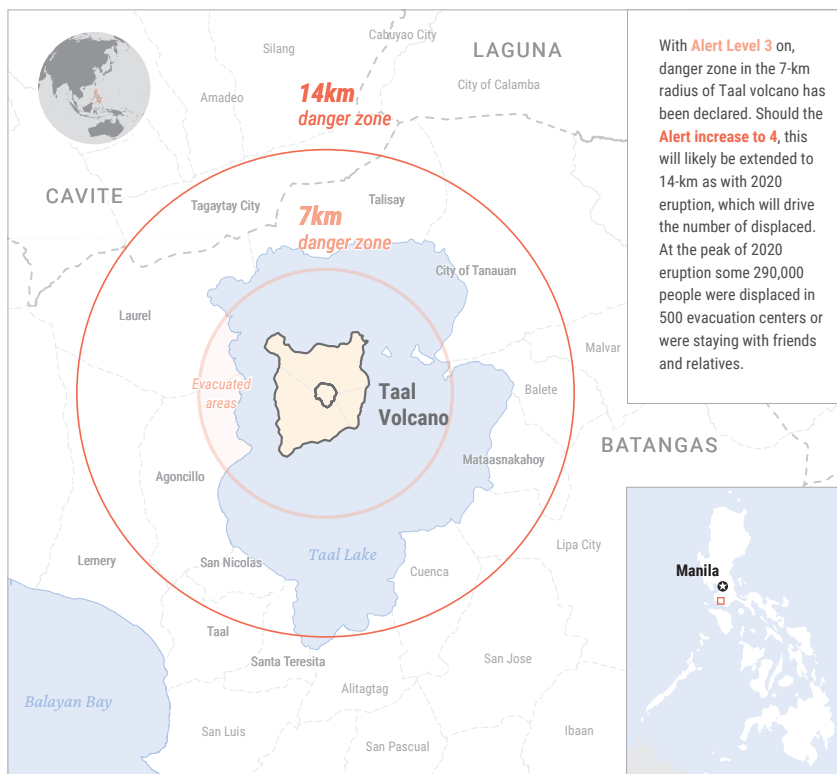 Silang
Cabuyao City
LAGUNA
City of Calamba
Amadeo
14km
danger zone
CAVITE
Tagaytay City
Talisay
7km
danger zone
City of Tanauan
Laurel
Malvar
Evacuated
areas
Taal
Volcano
Balete
BATANGAS
Mataasnakahoy
Agoncillo
Lipa City
Taal Lake
Lemery
San Nicolas
Cuenca
Taal
Santa Teresita
San Jose
Alitagtag
Balayan Bay
San Luis
San Pascual
Ibaan
With Alert Level 3 on,
danger zone in the 7-km
radius of Taal volcano has
been declared. Should the
Alert increase to 4, this
will likely be extended to
14-km as with 2020
eruption, which will drive
the number of displaced.
At the peak of 2020
eruption some 290,000
people were displaced in
500 evacuation centers or
were staying with friends
and relatives.
Manila